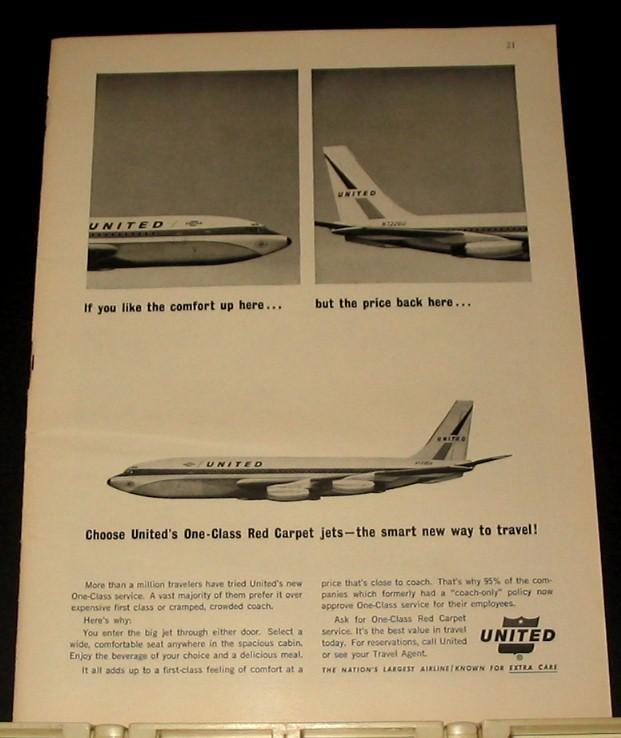 21
UNITED
UNITED
N7228U
If you like the comfort up here...
but the price back here...
UNITED
UNITED
Choose United's One-Class Red Carpet jets—the smart new way to travel!
More than a million travelers have tried United's new
One-Class service. A vast majority of them prefer it over
expensive first class or cramped, crowded coach.
Here's why:
You enter the big jet through either door. Select a
wide, comfortable seat anywhere in the spacious cabin.
Enjoy the beverage of your choice and a delicious meal.
It all adds up to a first-class feeling of comfort at a
price that's close to coach. That's why 95% of the com-
panies which formerly had a "coach-only" policy now
approve One-Class service for their employees.
Ask for One-Class Red Carpet
service. It's the best value in travel
today. For reservations, call United
or see your Travel Agent.
UNITED
THE NATION'S LARGEST AIRLINE/KNOWN FOR EXTRA CARE